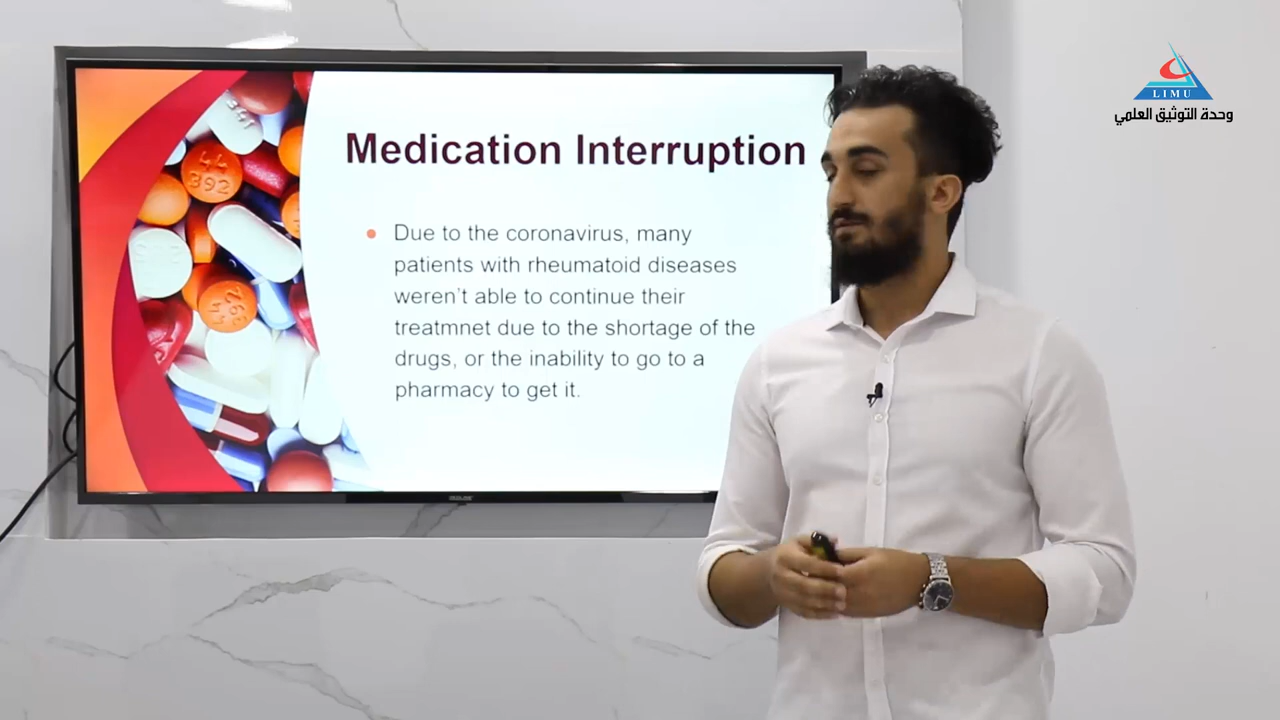 Medication Interruption
Due to the coronavirus, many
patients with rheumatoid diseases
weren't able to continue their
treatmnet due to the shortage of the
drugs, or the inability to go to a
pharmacy to get it.
44
392
LIMU
وحدة التوثيق العلمي